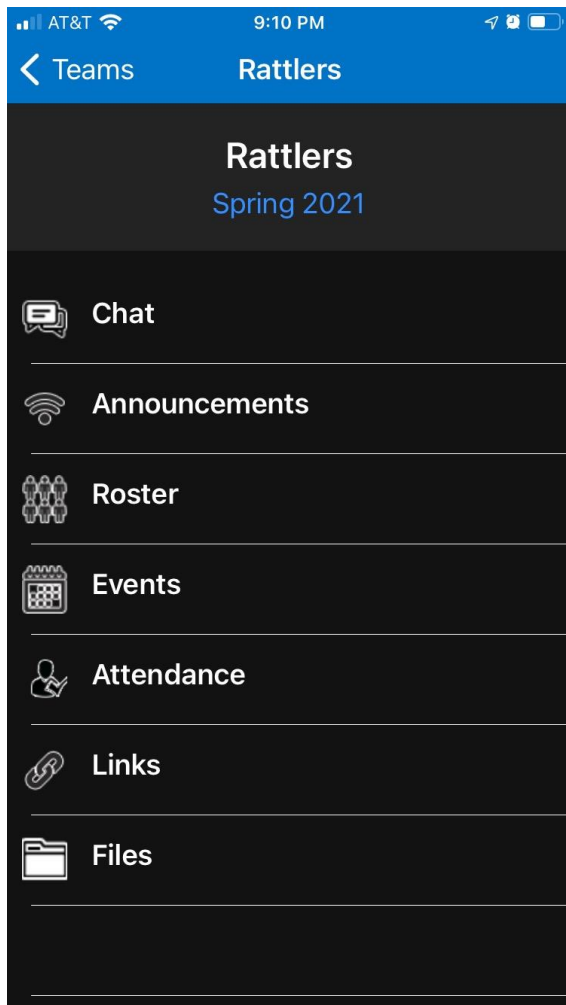 AT&T 9:10 PM
Teams Rattlers
Rattlers
Spring 2021
Chat
Announcements
Roster
Events
Attendance
Links
Files